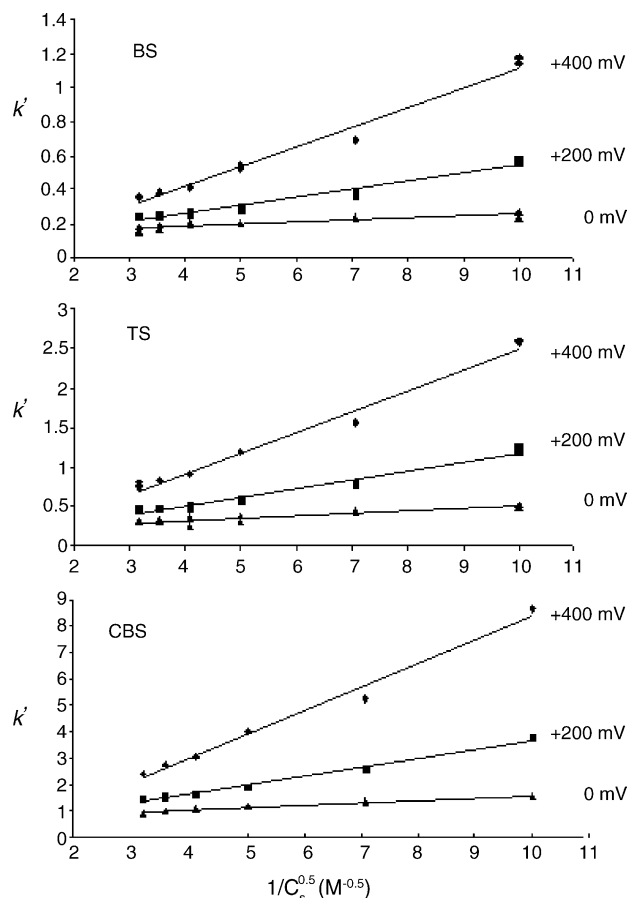 BS
1.4
1.2
1
0.8
0.6
0.4
0.2
0
k'
+400 mV
+200 mV
0 mV
2 3 4 5 6 7 8 9 10 11
TS
3
2.5
2
1.5
1
0.5
0
k'
+400 mV
+200 mV
0 mV
2 3 4 5 6 7 8 9 10 11
CBS
9
8
7
6
5
4
3
2
1
0
k'
+400 mV
+200 mV
0 mV
2 3 4 5 6 7 8 9 10 11
1/C_s^0.5 (M^-0.5)